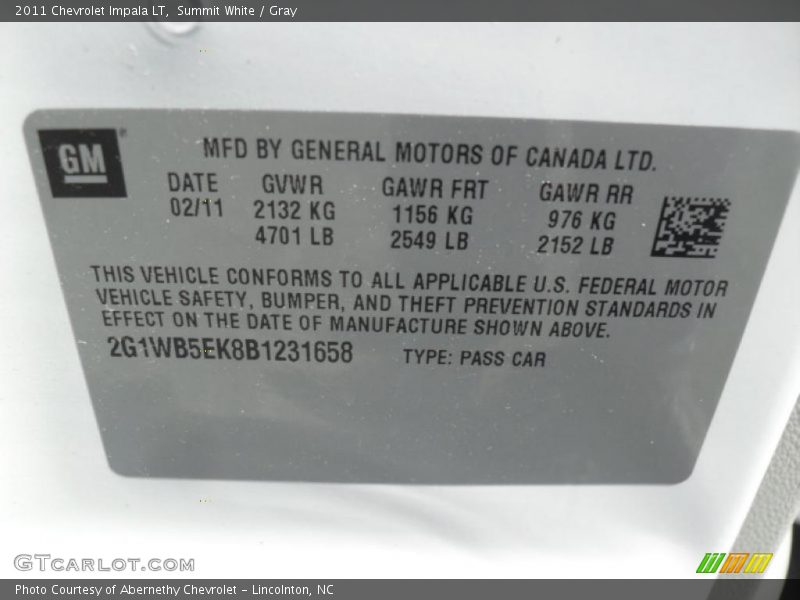 2011 Chevrolet Impala LT,  Summit White / Gray
GM
MFD BY GENERAL MOTORS OF CANADA LTD.
DATE GVWR GAWR FRT GAWR RR
02/11 2132 KG 1156 KG 976 KG
4701 LB 2549 LB 2152 LB
THIS VEHICLE CONFORMS TO ALL APPLICABLE U.S. FEDERAL MOTOR
VEHICLE SAFETY, BUMPER, AND THEFT PREVENTION STANDARDS IN
EFFECT ON THE DATE OF MANUFACTURE SHOWN ABOVE.
2G1WB5EK8B1231658 TYPE: PASS CAR
GTCARLOT.COM
Photo Courtesy of Abernethy Chevrolet – Lincolnton, NC